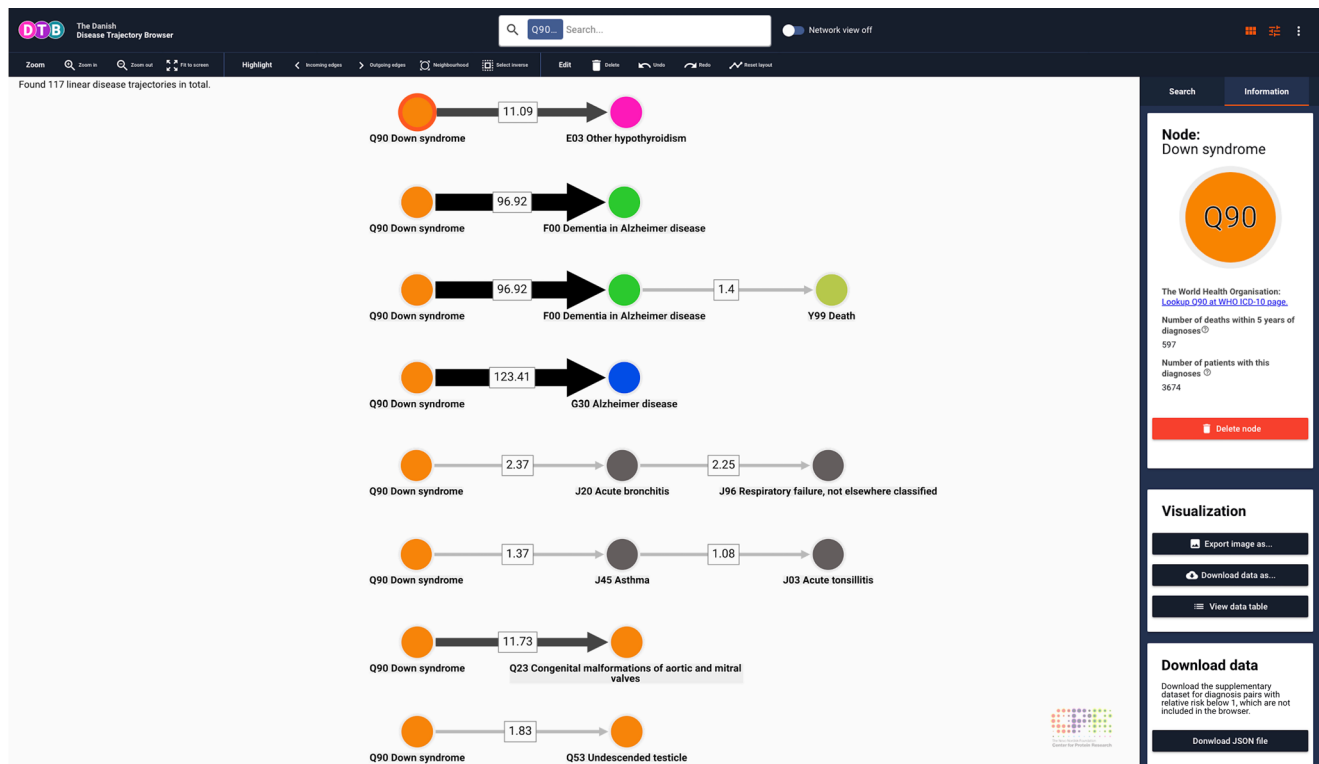 DTB
The Danish
Disease Trajectory Browser
Q90... Search...
Network view off
Zoom Zoom in Zoom out Fit to screen Highlight Incoming edges Outgoing edges Neighbourhood Select inverse Edit Delete Undo Redo Reset layout
Found 117 linear disease trajectories in total.
11.09
Q90 Down syndrome E03 Other hypothyroidism
96.92
Q90 Down syndrome F00 Dementia in Alzheimer disease
96.92 1.4
Q90 Down syndrome F00 Dementia in Alzheimer disease Y99 Death
123.41
Q90 Down syndrome G30 Alzheimer disease
2.37 2.25
Q90 Down syndrome J20 Acute bronchitis J96 Respiratory failure, not elsewhere classified
1.37 1.08
Q90 Down syndrome J45 Asthma J03 Acute tonsillitis
11.73
Q90 Down syndrome Q23 Congenital malformations of aortic and mitral
valves
1.83
Q90 Down syndrome Q53 Undescended testicle
Center for Protein Research
Search Information
Node:
Down syndrome
Q90
The World Health Organisation:
Lookup Q90 at WHO ICD-10 page.
Number of deaths within 5 years of
diagnoses
597
Number of patients with this
diagnoses
3674
Delete node
Visualization
Export image as...
Download data as...
View data table
Download data
Download the supplementary
dataset for diagnosis pairs with
relative risk below 1, which are not
included in the browser.
Donwload JSON file